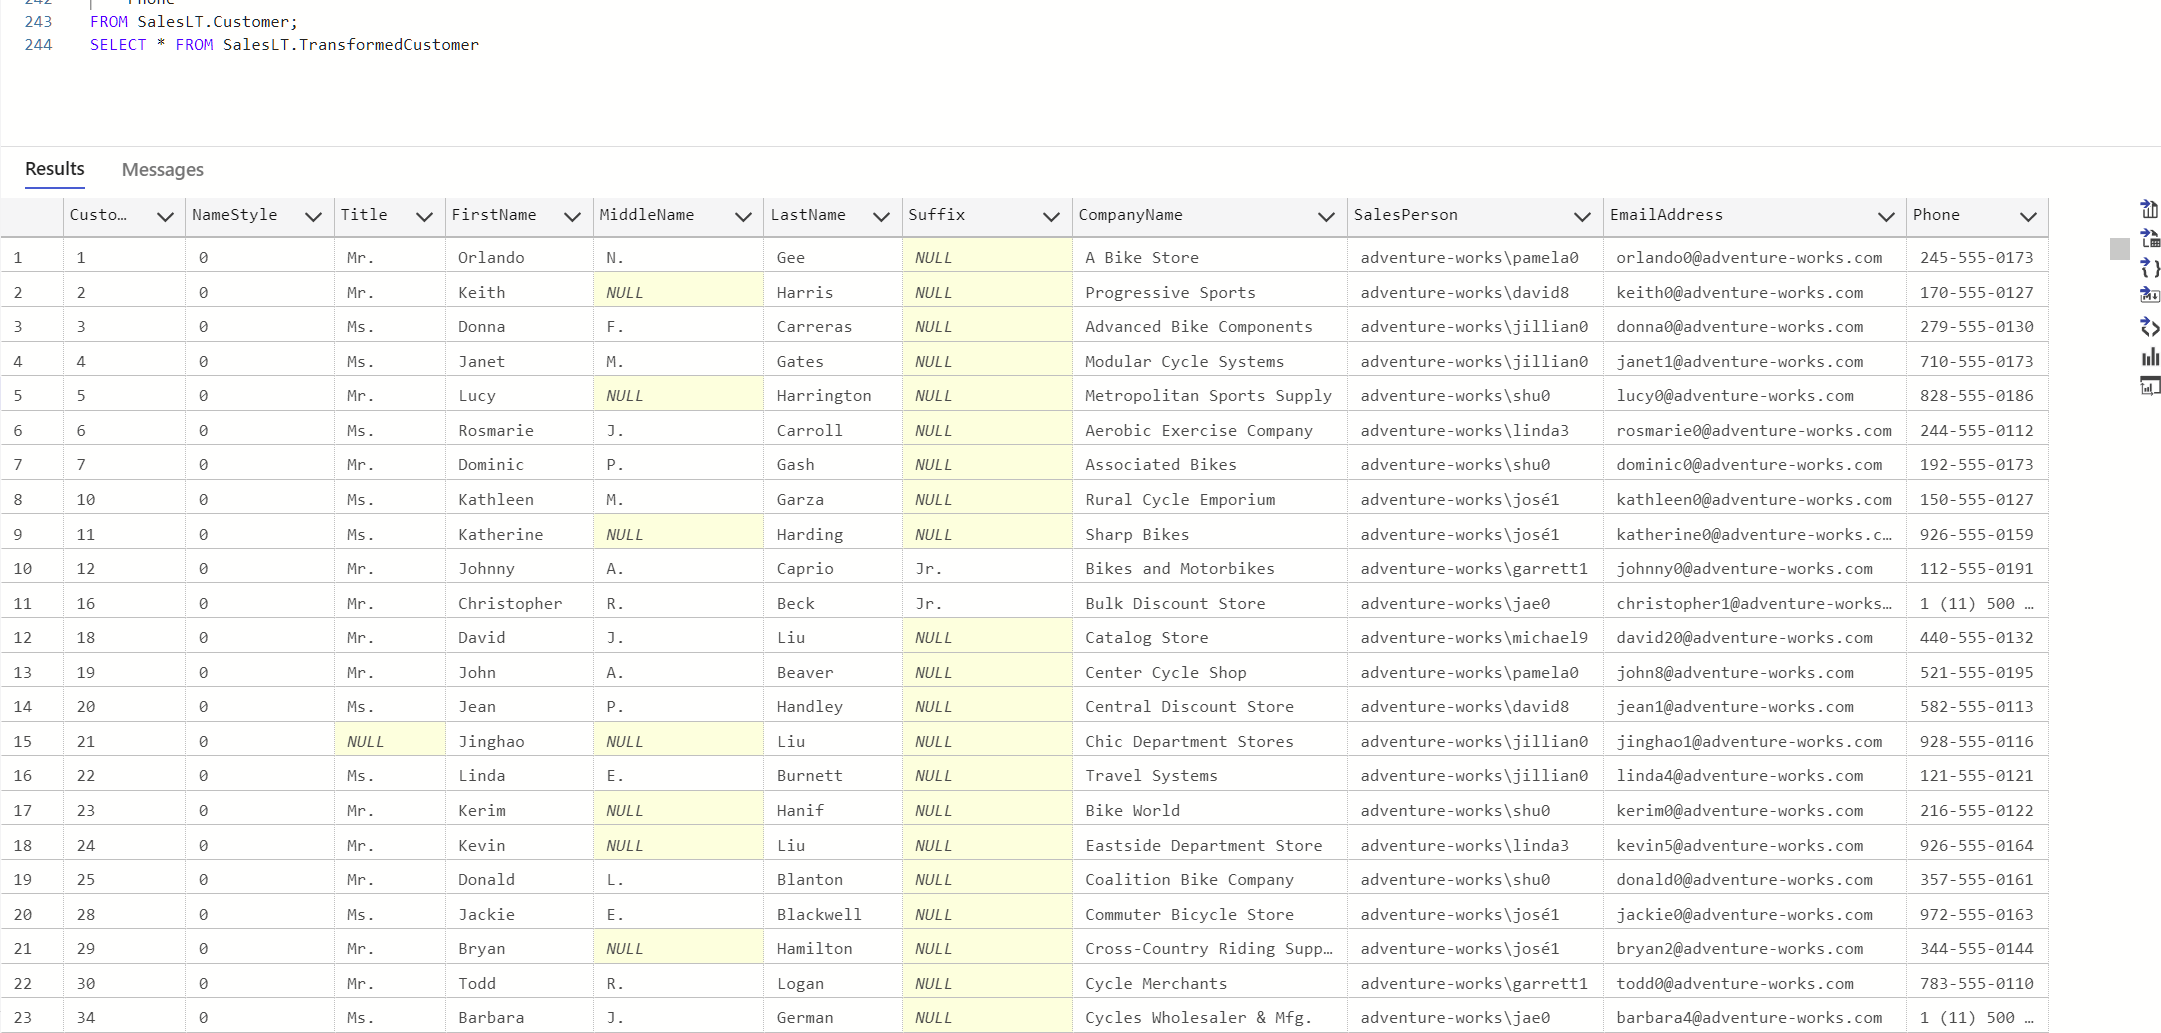 242 Phone
243 FROM SalesLT.Customer;
244 SELECT * FROM SalesLT.TransformedCustomer
Results Messages
Custo… NameStyle Title FirstName MiddleName LastName Suffix CompanyName SalesPerson EmailAddress Phone
1 1 0 Mr. Orlando N. Gee NULL A Bike Store adventure-works\pamela0 orlando0@adventure-works.com 245-555-0173
2 2 0 Mr. Keith NULL Harris NULL Progressive Sports adventure-works\david8 keith0@adventure-works.com 170-555-0127
3 3 0 Ms. Donna F. Carreras NULL Advanced Bike Components adventure-works\jillian0 donna0@adventure-works.com 279-555-0130
4 4 0 Ms. Janet M. Gates NULL Modular Cycle Systems adventure-works\jillian0 janet1@adventure-works.com 710-555-0173
5 5 0 Mr. Lucy NULL Harrington NULL Metropolitan Sports Supply adventure-works\shu0 lucy0@adventure-works.com 828-555-0186
6 6 0 Ms. Rosmarie J. Carroll NULL Aerobic Exercise Company adventure-works\linda3 rosmarie0@adventure-works.com 244-555-0112
7 7 0 Mr. Dominic P. Gash NULL Associated Bikes adventure-works\shu0 dominic0@adventure-works.com 192-555-0173
8 10 0 Ms. Kathleen M. Garza NULL Rural Cycle Emporium adventure-works\josé1 kathleen0@adventure-works.com 150-555-0127
9 11 0 Ms. Katherine NULL Harding NULL Sharp Bikes adventure-works\josé1 katherine0@adventure-works.c… 926-555-0159
10 12 0 Mr. Johnny A. Caprio Jr. Bikes and Motorbikes adventure-works\garrett1 johnny0@adventure-works.com 112-555-0191
11 16 0 Mr. Christopher R. Beck Jr. Bulk Discount Store adventure-works\jae0 christopher1@adventure-works… 1 (11) 500 …
12 18 0 Mr. David J. Liu NULL Catalog Store adventure-works\michael9 david20@adventure-works.com 440-555-0132
13 19 0 Mr. John A. Beaver NULL Center Cycle Shop adventure-works\pamela0 john8@adventure-works.com 521-555-0195
14 20 0 Ms. Jean P. Handley NULL Central Discount Store adventure-works\david8 jean1@adventure-works.com 582-555-0113
15 21 0 NULL Jinghao NULL Liu NULL Chic Department Stores adventure-works\jillian0 jinghao1@adventure-works.com 928-555-0116
16 22 0 Ms. Linda E. Burnett NULL Travel Systems adventure-works\jillian0 linda4@adventure-works.com 121-555-0121
17 23 0 Mr. Kerim NULL Hanif NULL Bike World adventure-works\shu0 kerim0@adventure-works.com 216-555-0122
18 24 0 Mr. Kevin NULL Liu NULL Eastside Department Store adventure-works\linda3 kevin5@adventure-works.com 926-555-0164
19 25 0 Mr. Donald L. Blanton NULL Coalition Bike Company adventure-works\shu0 donald0@adventure-works.com 357-555-0161
20 28 0 Ms. Jackie E. Blackwell NULL Commuter Bicycle Store adventure-works\josé1 jackie0@adventure-works.com 972-555-0163
21 29 0 Mr. Bryan NULL Hamilton NULL Cross-Country Riding Supp… adventure-works\josé1 bryan2@adventure-works.com 344-555-0144
22 30 0 Mr. Todd R. Logan NULL Cycle Merchants adventure-works\garrett1 todd0@adventure-works.com 783-555-0110
23 34 0 Ms. Barbara J. German NULL Cycles Wholesaler & Mfg. adventure-works\jae0 barbara4@adventure-works.com 1 (11) 500 …